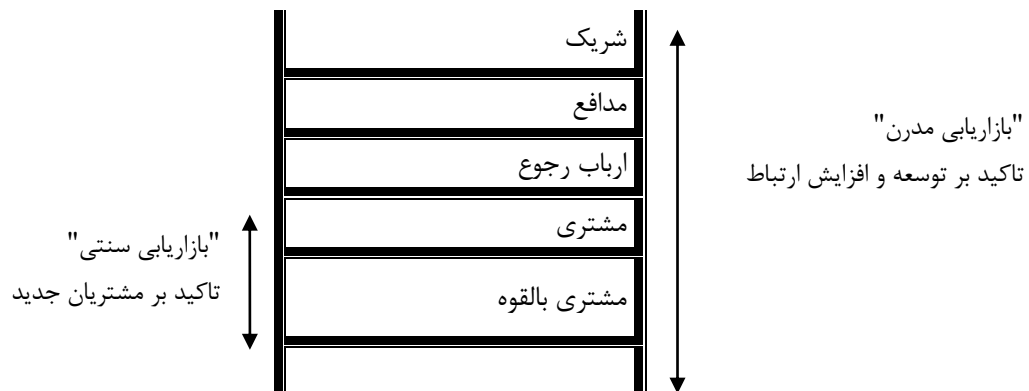 شریک
مدافع
ارباب رجوع
مشتری
مشتری بالقوه
"بازاریابی مدرن"
تاکید بر توسعه و افزایش ارتباط
"بازاریابی سنتی"
تاکید بر مشتریان جدید